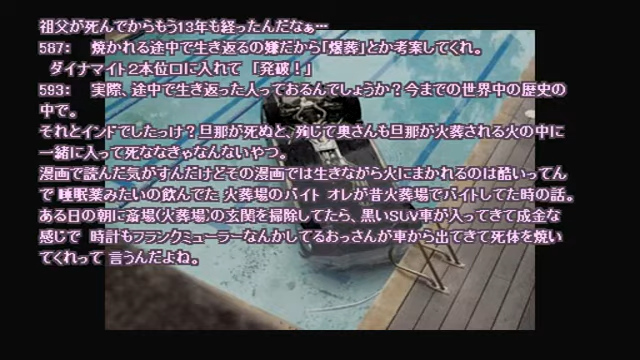 祖父が死んでからもう13年も経ったんだなぁ…
587:　焼かれる途中で生き返るの嫌だから「爆葬」とか考案してくれ。
ダイナマイト2本位口に入れて 「発破!」
593:　実際、途中で生き返った人っておるんでしょうか?今までの世界中の歴史の
中で。
それとインドでしたっけ?旦那が死ぬと、殉じて奥さんも旦那が火葬される火の中に
一緒に入って死ななきゃなんないやつ。
漫画で読んだ気がすんだけどその漫画では生きながら火にまかれるのは酷いってん
で 睡眠薬みたいの飲んでた 火葬場のバイト オレが昔火葬場でバイトしてた時の話。
ある日の朝に斎場(火葬場)の玄関を掃除してたら、黒いSUV車が入ってきて成金な
感じで 時計もフランクミューラーなんかしてるおっさんが車から出てきて死体を焼い
てくれって 言うんだよね。